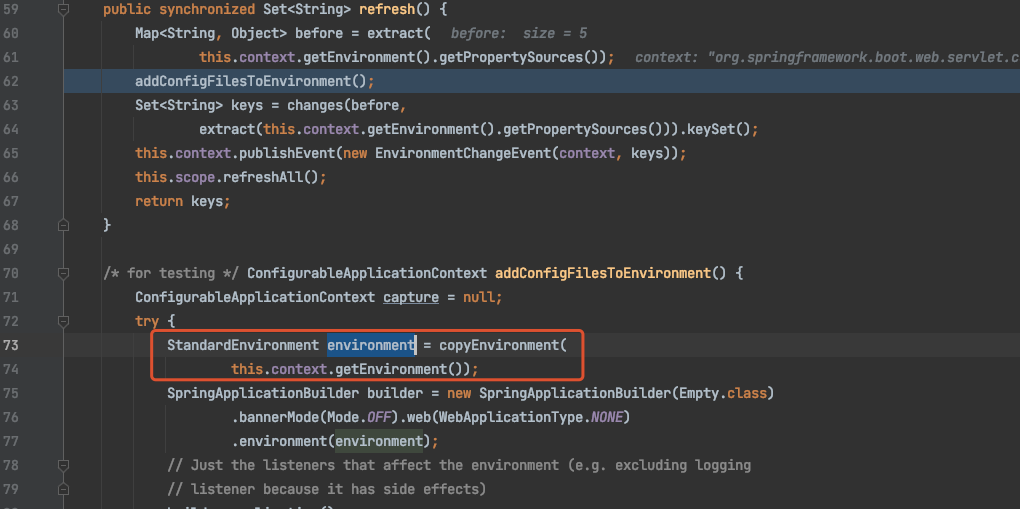 59 public synchronized Set<String> refresh() {
60 Map<String, Object> before = extract( before: size = 5
61 this.context.getEnvironment().getPropertySources()); context: "org.springframework.boot.web.servlet.c
62 addConfigFilesToEnvironment();
63 Set<String> keys = changes(before,
64 extract(this.context.getEnvironment().getPropertySources())).keySet();
65 this.context.publishEvent(new EnvironmentChangeEvent(context, keys));
66 this.scope.refreshAll();
67 return keys;
68 }
69
70 /* for testing */ ConfigurableApplicationContext addConfigFilesToEnvironment() {
71 ConfigurableApplicationContext capture = null;
72 try {
73 StandardEnvironment environment = copyEnvironment(
74 this.context.getEnvironment());
75 SpringApplicationBuilder builder = new SpringApplicationBuilder(Empty.class)
76 .bannerMode(Mode.OFF).web(WebApplicationType.NONE)
77 .environment(environment);
78 // Just the listeners that affect the environment (e.g. excluding logging
79 // listener because it has side effects)